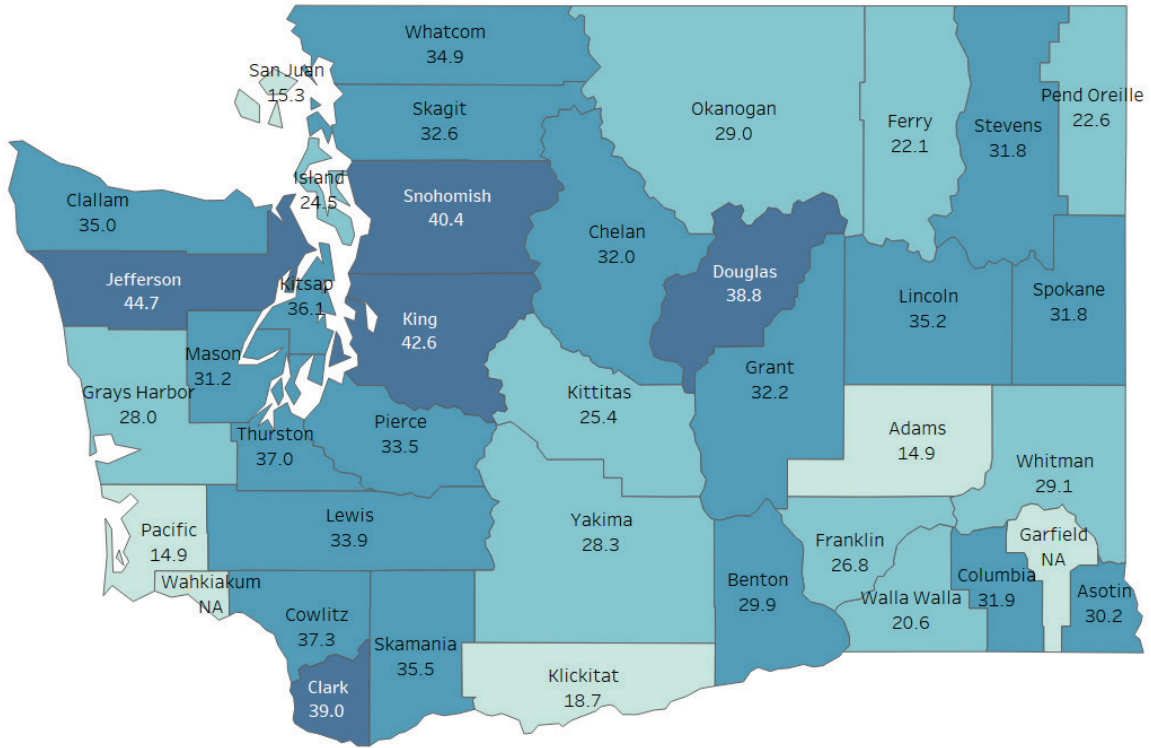 Whatcom
34.9
San Juan
15.3
Skagit
32.6
Okanogan
29.0
Ferry
22.1
Stevens
31.8
Pend Oreille
22.6
Island
24.5
Clallam
35.0
Snohomish
40.4
Chelan
32.0
Jefferson
44.7
Kitsap
36.1
King
42.6
Douglas
38.8
Lincoln
35.2
Spokane
31.8
Mason
31.2
Grays Harbor
28.0
Thurston
37.0
Pierce
33.5
Kittitas
25.4
Grant
32.2
Adams
14.9
Whitman
29.1
Pacific
14.9
Lewis
33.9
Yakima
28.3
Franklin
26.8
Garfield
NA
Wahkiakum
NA
Cowlitz
37.3
Skamania
35.5
Benton
29.9
Walla Walla
20.6
Columbia
31.9
Asotin
30.2
Clark
39.0
Klickitat
18.7